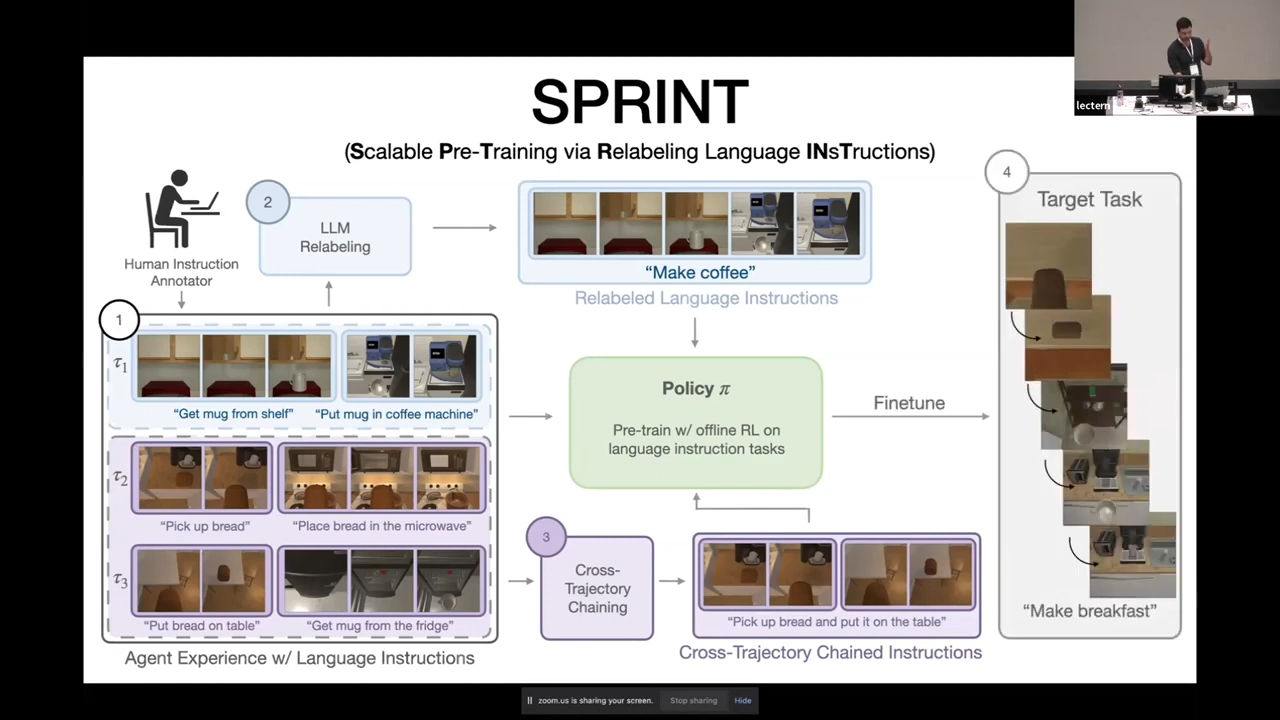 SPRINT
(Scalable Pre-Training via Relabeling Language INsTructions)
lectern
Human Instruction
Annotator
2
LLM
Relabeling
"Make coffee"
Relabeled Language Instructions
1
τ1
"Get mug from shelf"
"Put mug in coffee machine"
τ2
"Pick up bread"
"Place bread in the microwave"
τ3
"Put bread on table"
"Get mug from the fridge"
Agent Experience w/ Language Instructions
Policy π
Pre-train w/ offline RL on
language instruction tasks
3
Cross-
Trajectory
Chaining
"Pick up bread and put it on the table"
Cross-Trajectory Chained Instructions
Finetune
4
Target Task
"Make breakfast"
zoom.us is sharing your screen.
Stop sharing
Hide